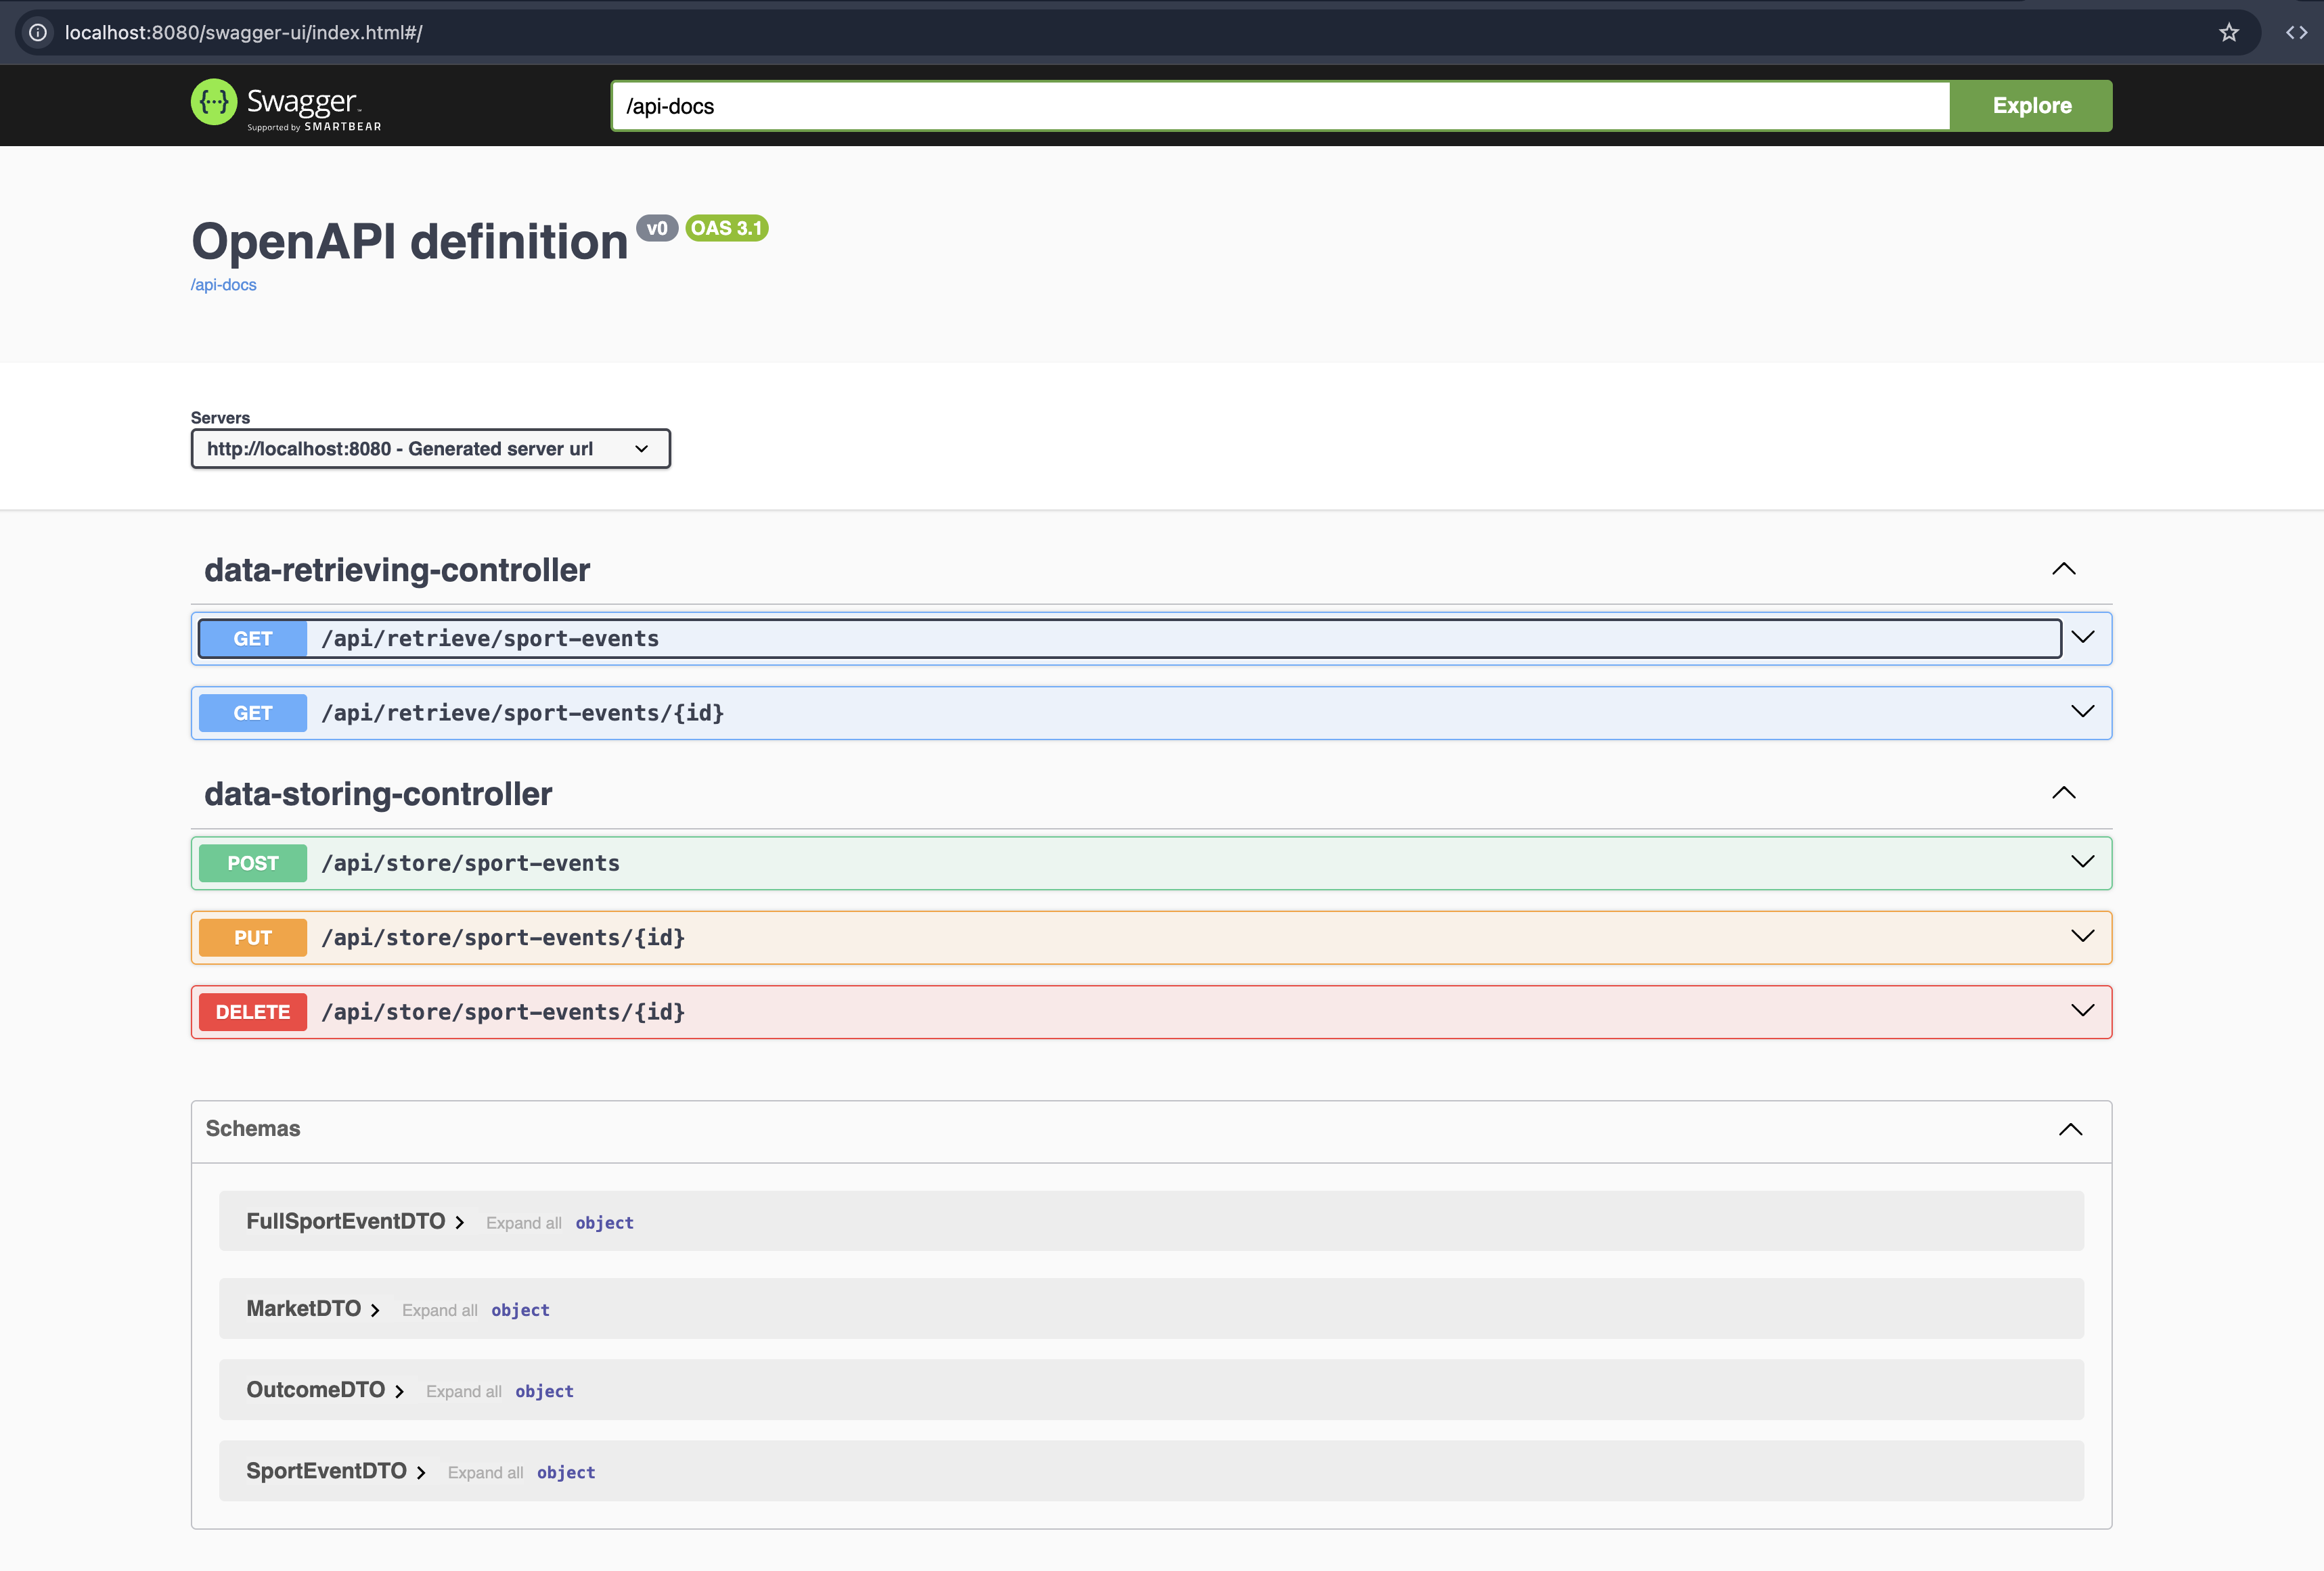 localhost:8080/swagger-ui/index.html#/
Swagger™
Supported by SMARTBEAR
/api-docs
Explore
OpenAPI definition v0 OAS 3.1
/api-docs
Servers
http://localhost:8080 - Generated server url
data-retrieving-controller
GET /api/retrieve/sport-events
GET /api/retrieve/sport-events/{id}
data-storing-controller
POST /api/store/sport-events
PUT /api/store/sport-events/{id}
DELETE /api/store/sport-events/{id}
Schemas
FullSportEventDTO Expand all object
MarketDTO Expand all object
OutcomeDTO Expand all object
SportEventDTO Expand all object